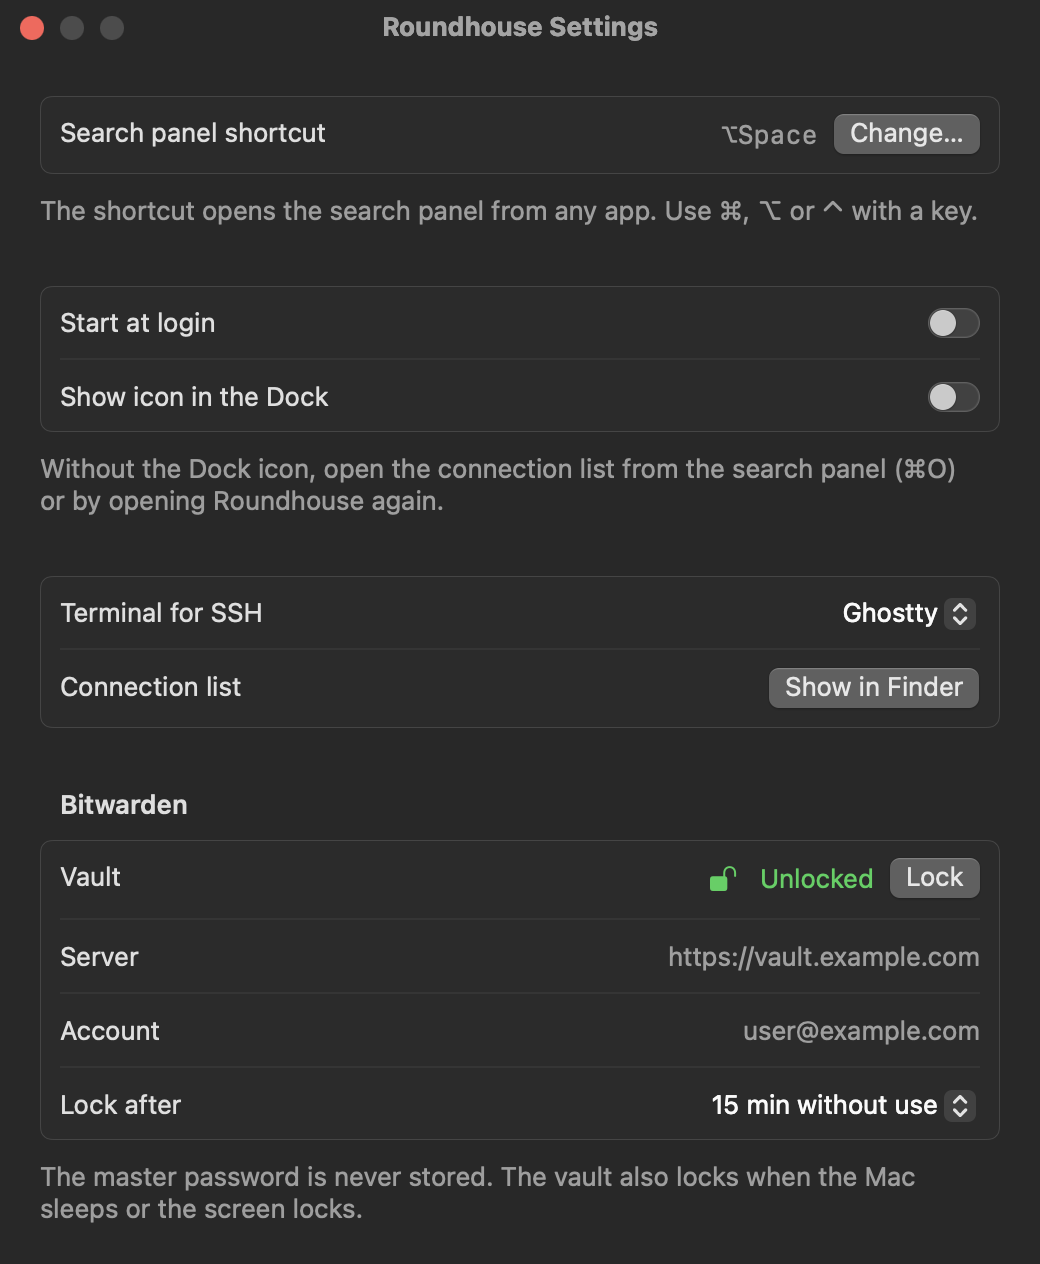 Roundhouse Settings
Search panel shortcut
⌥Space
Change...
The shortcut opens the search panel from any app. Use ⌘, ⌥ or ^ with a key.
Start at login
Show icon in the Dock
Without the Dock icon, open the connection list from the search panel (⌘O)
or by opening Roundhouse again.
Terminal for SSH
Ghostty
Connection list
Show in Finder
Bitwarden
Vault
Unlocked
Lock
Server
https://vault.example.com
Account
user@example.com
Lock after
15 min without use
The master password is never stored. The vault also locks when the Mac
sleeps or the screen locks.